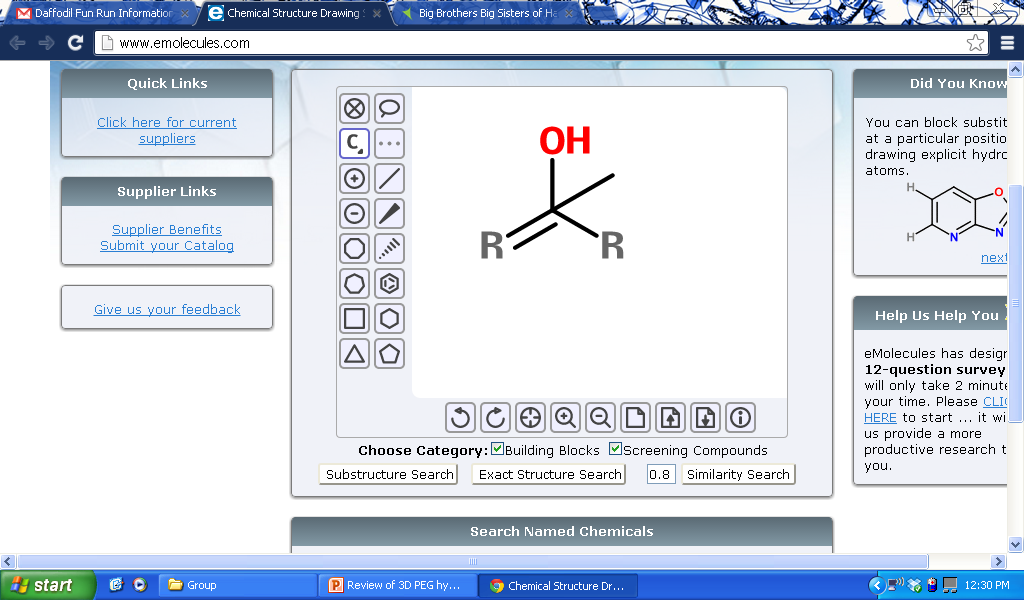 Daffodil Fun Run Information
Chemical Structure Drawing
Big Brothers Big Sisters of Ha
www.emolecules.com
Quick Links
Click here for current
suppliers
Supplier Links
Supplier Benefits
Submit your Catalog
Give us your feedback
C
OH
R R
Choose Category: Building Blocks Screening Compounds
Substructure Search Exact Structure Search 0.8 Similarity Search
Search Named Chemicals
Did You Know
You can block substit
at a particular positio
drawing explicit hydro
atoms.
H
O
H
N
N
next
Help Us Help You
eMolecules has design
12-question survey
will only take 2 minute
your time. Please CLIC
HERE to start ... it wi
us provide a more
productive research t
you.
start Group Review of 3D PEG hy... Chemical Structure Dr... 12:30 PM